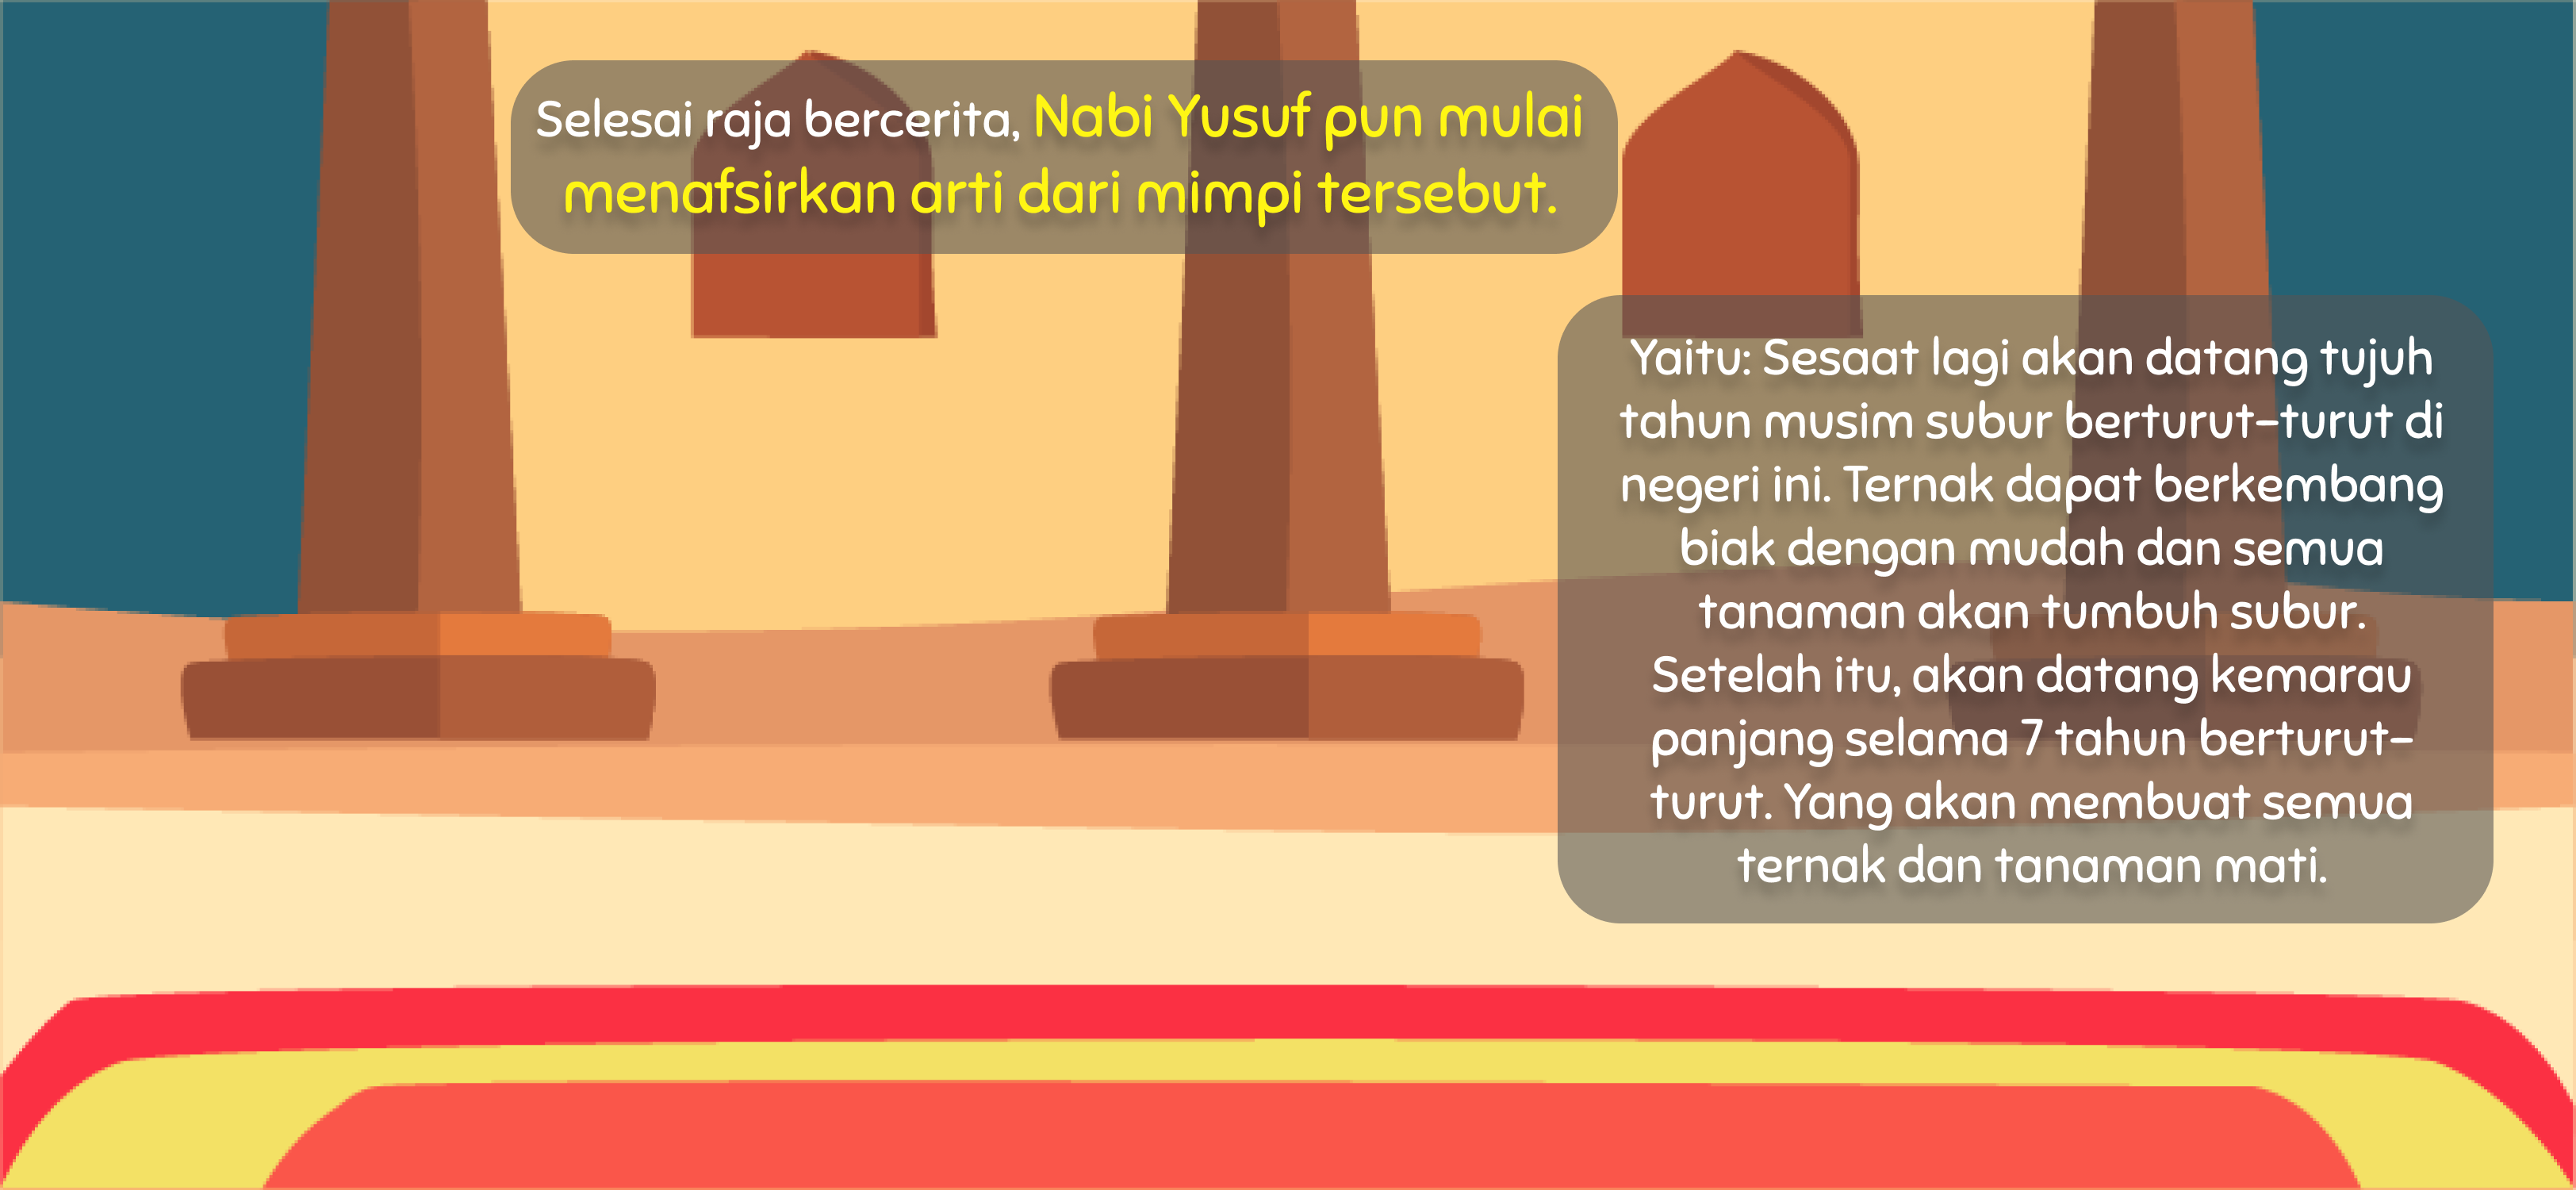 Selesai raja bercerita, Nabi Yusuf pun mulai
menafsirkan arti dari mimpi tersebut.
Yaitu: Sesaat lagi akan datang tujuh
tahun musim subur berturut-turut di
negeri ini. Ternak dapat berkembang
biak dengan mudah dan semua
tanaman akan tumbuh subur.
Setelah itu, akan datang kemarau
panjang selama 7 tahun berturut-
turut. Yang akan membuat semua
ternak dan tanaman mati.